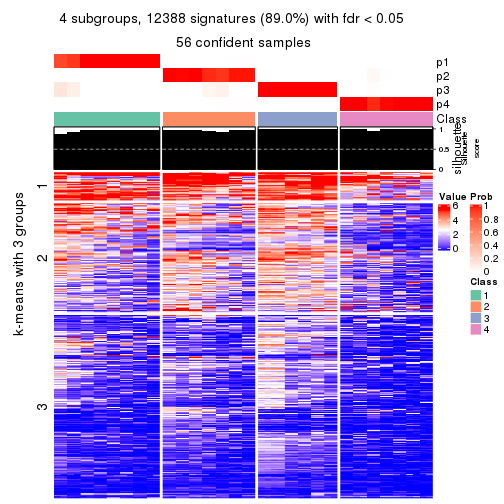 4 subgroups, 12388 signatures (89.0%) with fdr < 0.05
56 confident samples
p1
p2
p3
p4
Class
silhouette
Silhouette
score
1
0.5
0
k-means with 3 groups
1
2
3
Value
6
4
2
0
Prob
1
0.8
0.6
0.4
0.2
0
Class
1
2
3
4